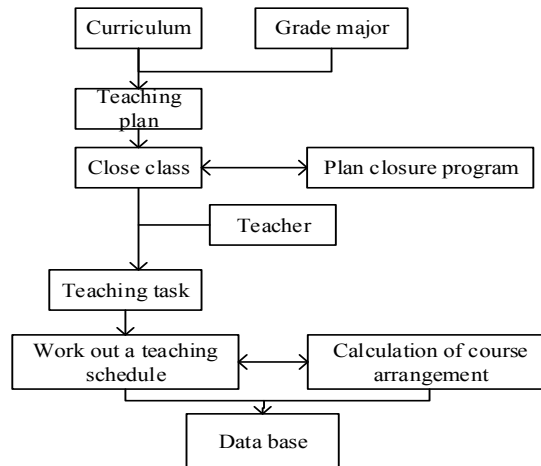 Curriculum
Grade major
Teaching
plan
Close class
Plan closure program
Teacher
Teaching task
Work out a teaching
schedule
Calculation of course
arrangement
Data base